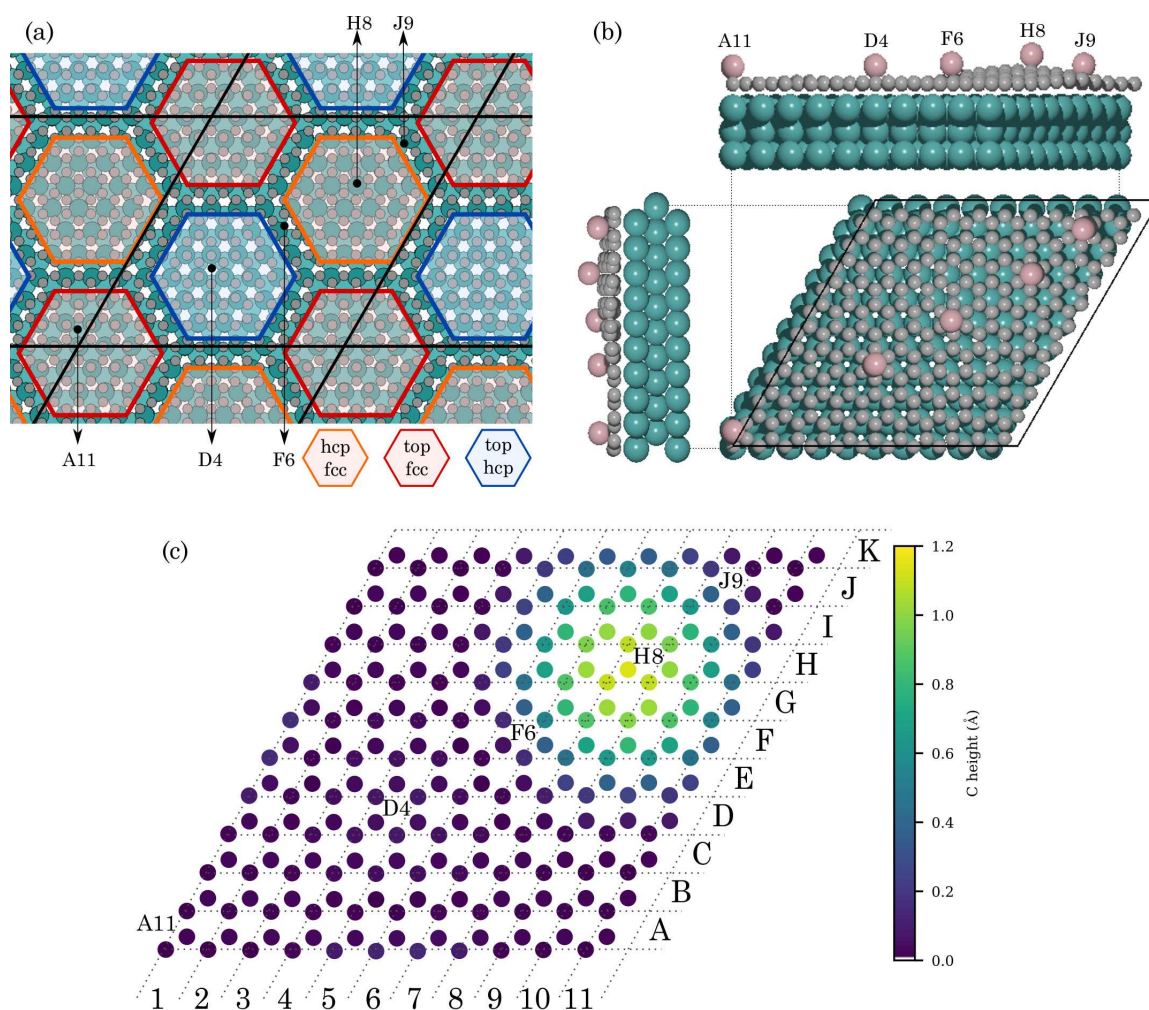 (a)
H8
J9
A11
D4
F6
hcp
fcc
top
fcc
top
hcp
(b)
A11
D4
F6
H8
J9
(c)
K
J
I
H
G
F
E
D
C
B
A
J9
H8
F6
D4
A11
1 2 3 4 5 6 7 8 9 10 11
1.2
1.0
0.8
0.6
0.4
0.2
0.0
C height (Å)